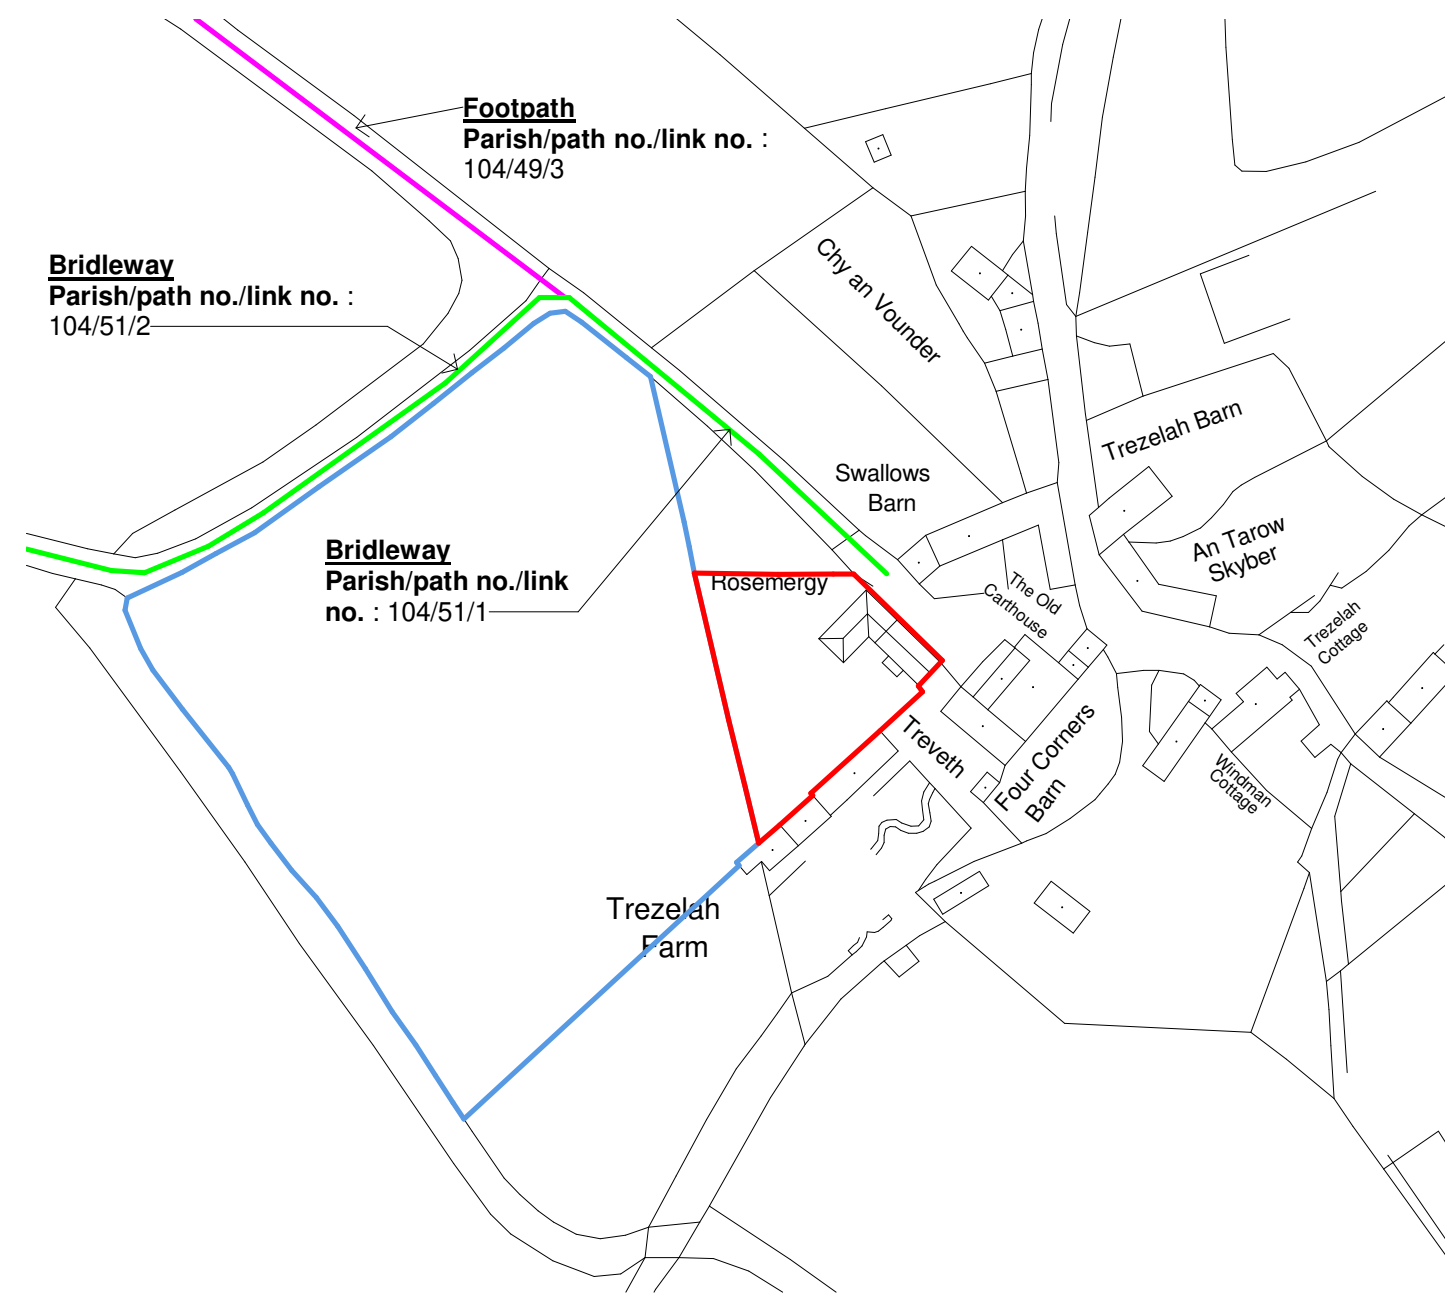 Footpath
Parish/path no./link no. :
104/49/3
Bridleway
Parish/path no./link no. :
104/51/2
Chy an Vounder
Trezelah Barn
Swallows
Barn
An Tarow
Skyber
Bridleway
Parish/path no./link
no. : 104/51/1
Rosemergy
The Old
Carthouse
Trezelah
Cottage
Treveth
Four Corners
Barn
Windman
Cottage
Trezelah
Farm